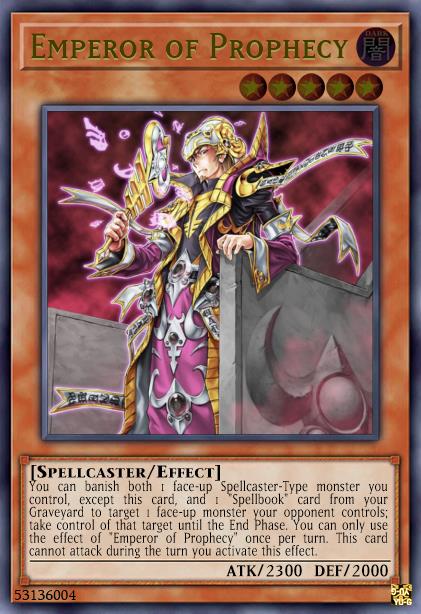 EMPEROR OF PROPHECY
DARK
闇
[SPELLCASTER/EFFECT]
You can banish both 1 face-up Spellcaster-Type monster you
control, except this card, and 1 "Spellbook" card from your
Graveyard to target 1 face-up monster your opponent controls;
take control of that target until the End Phase. You can only use
the effect of "Emperor of Prophecy" once per turn. This card
cannot attack during the turn you activate this effect.
ATK/2300 DEF/2000
53136004